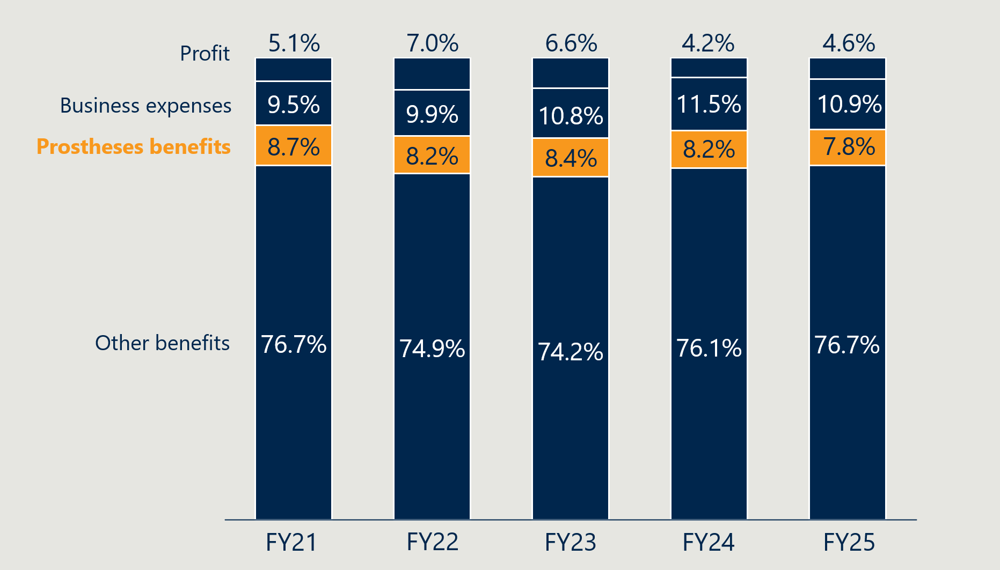 Profit 5.1% 7.0% 6.6% 4.2% 4.6%
Business expenses 9.5% 9.9% 10.8% 11.5% 10.9%
Prostheses benefits 8.7% 8.2% 8.4% 8.2% 7.8%
Other benefits 76.7% 74.9% 74.2% 76.1% 76.7%
FY21 FY22 FY23 FY24 FY25